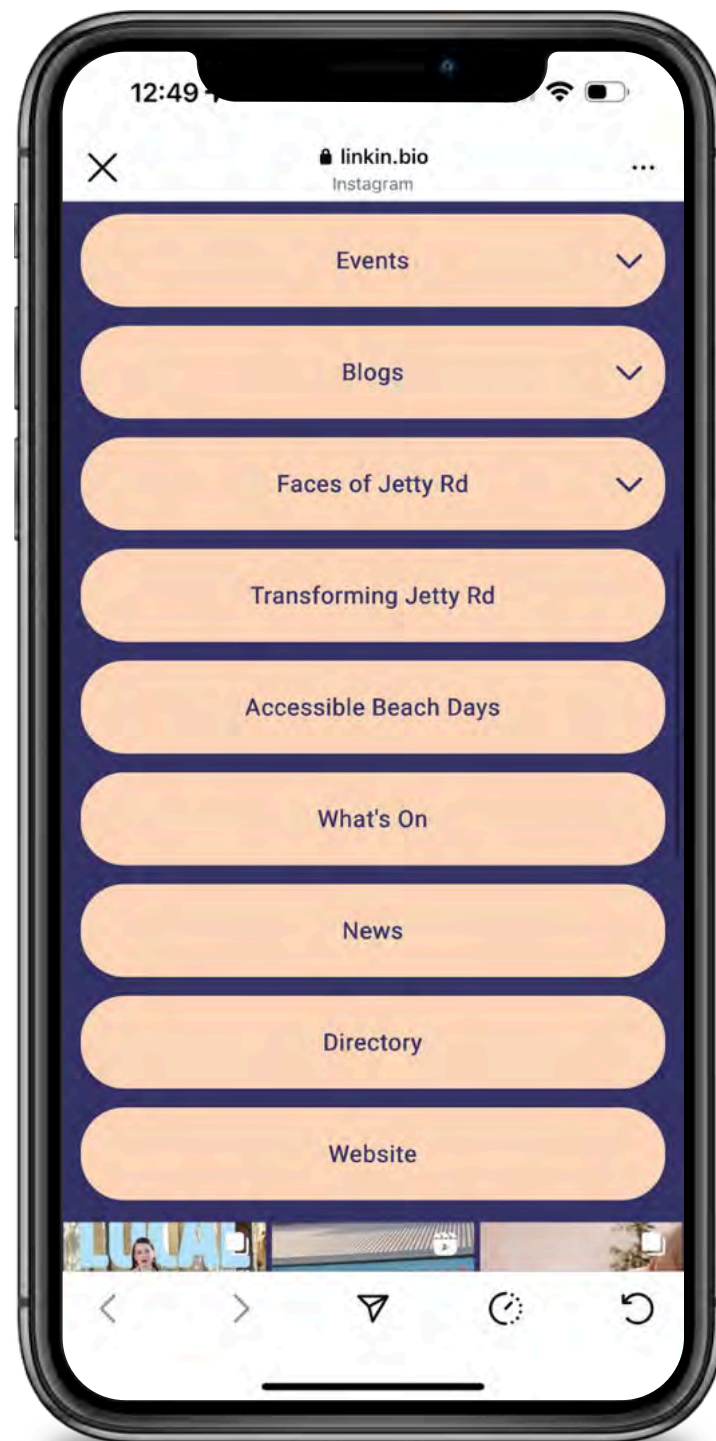 12:49
linkin.bio
Instagram
Events
Blogs
Faces of Jetty Rd
Transforming Jetty Rd
Accessible Beach Days
What's On
News
Directory
Website
LOCAL